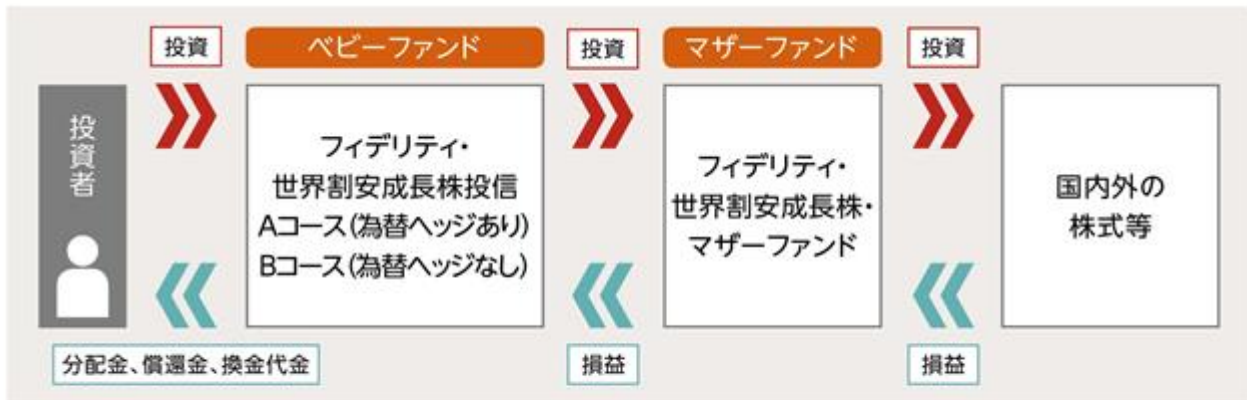 投資
ベビーファンド
投資
マザーファンド
投資
投資者
フィデリティ・
世界割安成長株投信
Aコース(為替ヘッジあり)
Bコース(為替ヘッジなし)
フィデリティ・
世界割安成長株・
マザーファンド
国内外の
株式等
分配金、償還金、換金代金
損益
損益